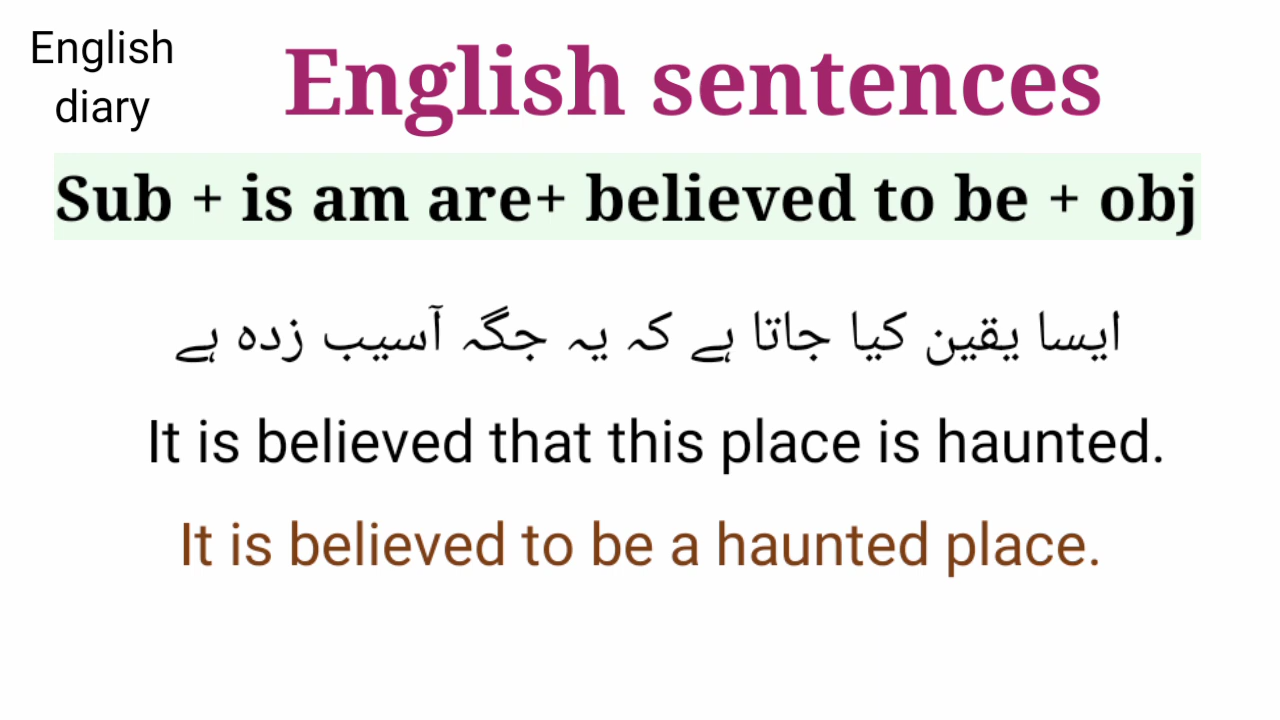 English
diary
English sentences
Sub + is am are+ believed to be + obj
ایسا یقین کیا جاتا ہے کہ یہ جگہ آسیب زدہ ہے
It is believed that this place is haunted.
It is believed to be a haunted place.